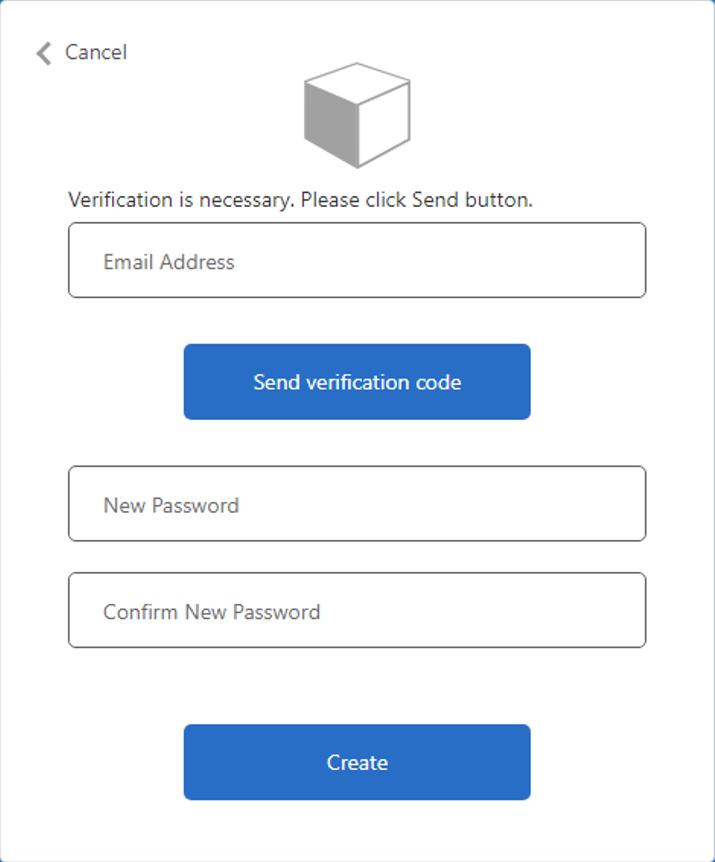 Cancel
Verification is necessary. Please click Send button.
Email Address
Send verification code
New Password
Confirm New Password
Create